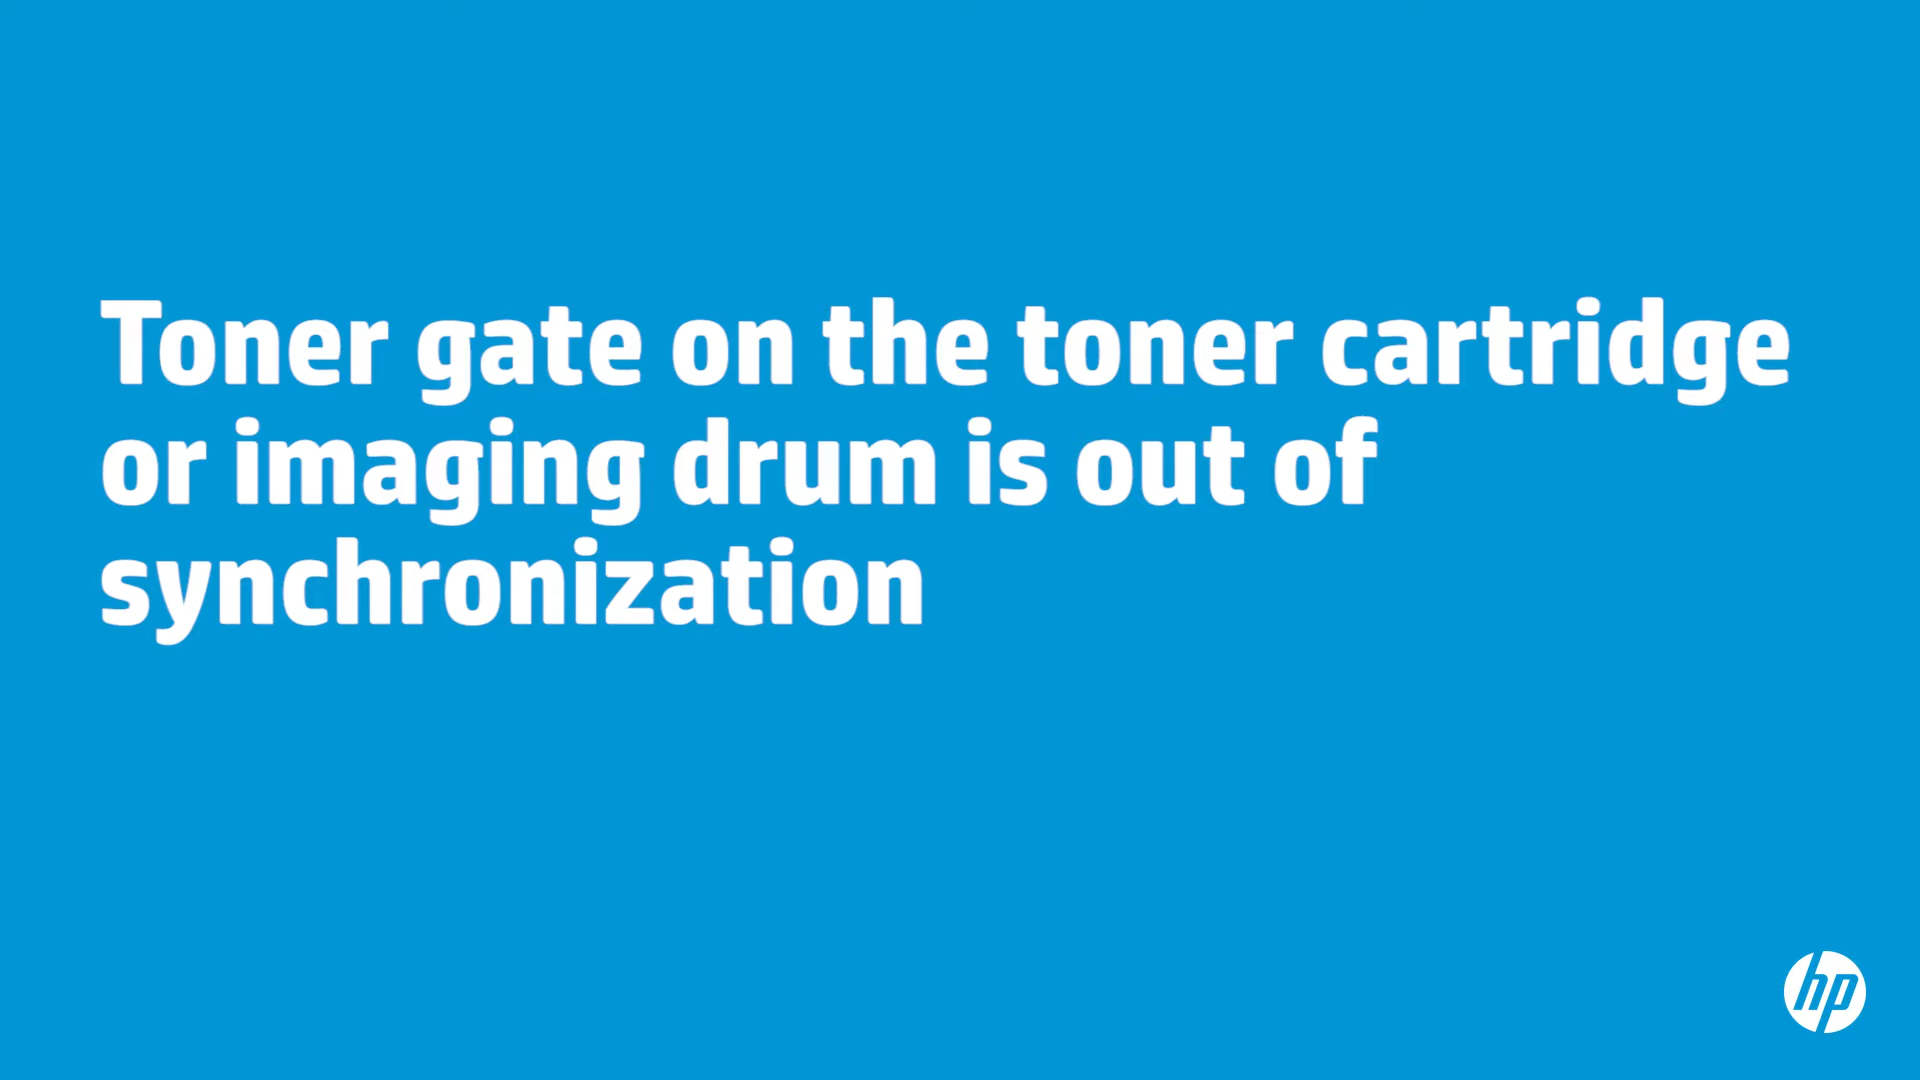 Toner gate on the toner cartridge
or imaging drum is out of
synchronization
hp